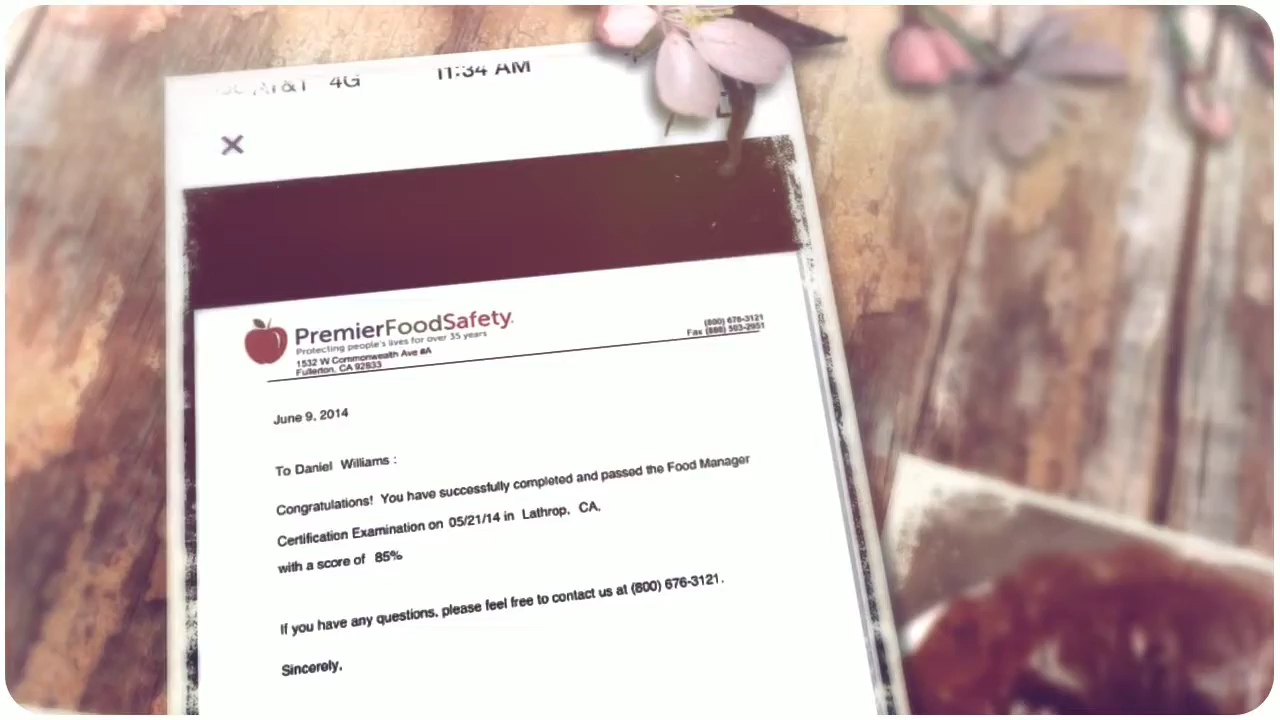 AT&T 4G 11:34 AM
PremierFoodSafety.
Protecting people's lives for over 35 years
1532 W Commonwealth Ave #A
Fullerton, CA 92833
(800) 676-3121
Fax (888) 503-2951
June 9, 2014
To Daniel Williams :
Congratulations! You have successfully completed and passed the Food Manager
Certification Examination on 05/21/14 in Lathrop, CA,
with a score of 85%
If you have any questions, please feel free to contact us at (800) 676-3121.
Sincerely,